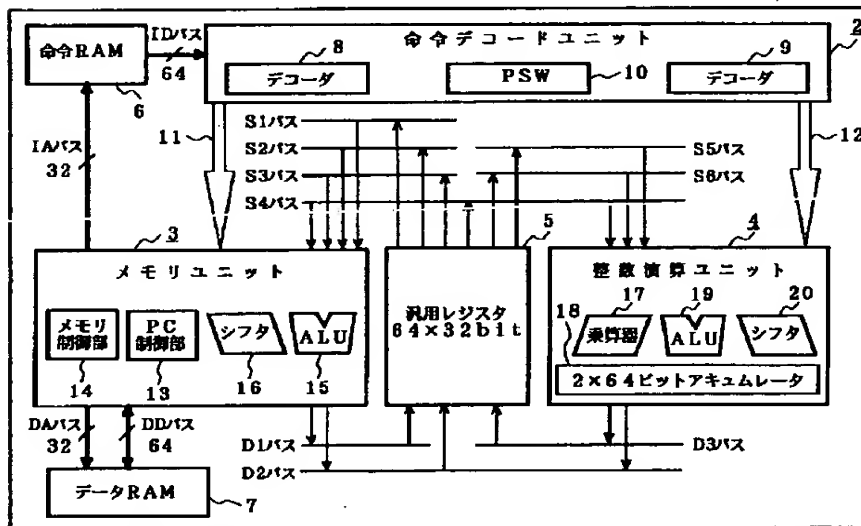 命令RAM
6
IDバス
64
命令デコードユニット
2
8
デコーダ
PSW
10
9
デコーダ
IAバス
32
11
12
S1バス
S2バス
S3バス
S4バス
S5バス
S6バス
3
メモリユニット
メモリ
制御部
14
PC
制御部
13
シフタ
16
ALU
15
5
汎用レジスタ
64×32bit
4
整数演算ユニット
17
乗算器
19
ALU
20
シフタ
18
2×64ビットアキュムレータ
DAバス
32
DDバス
64
D1バス
D2バス
D3バス
データRAM
7